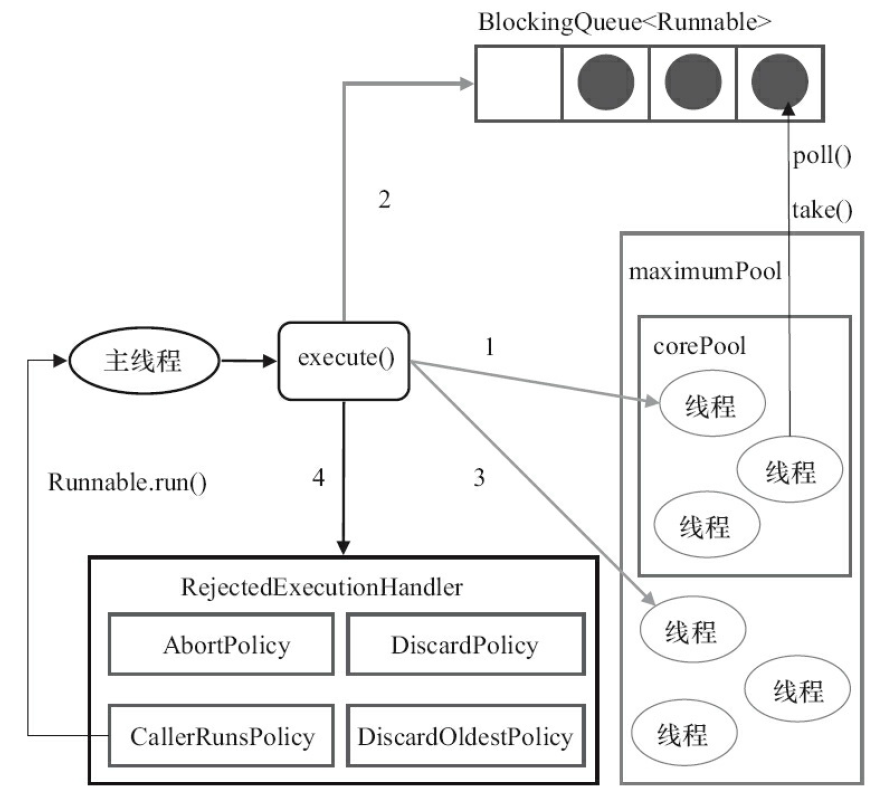 BlockingQueue<Runnable>
poll()
2
take()
maximumPool
corePool
1
主线程
execute()
线程
线程
Runnable.run()
4
3
线程
RejectedExecutionHandler
线程
AbortPolicy
DiscardPolicy
线程
CallerRunsPolicy
DiscardOldestPolicy
线程